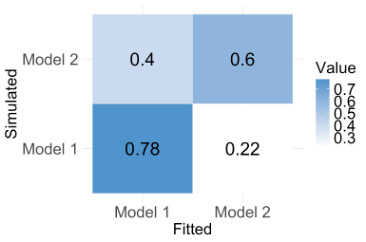 Simulated
Model 2
0.4
0.6
Model 1
0.78
0.22
Model 1
Model 2
Fitted
Value
0.7
0.6
0.5
0.4
0.3